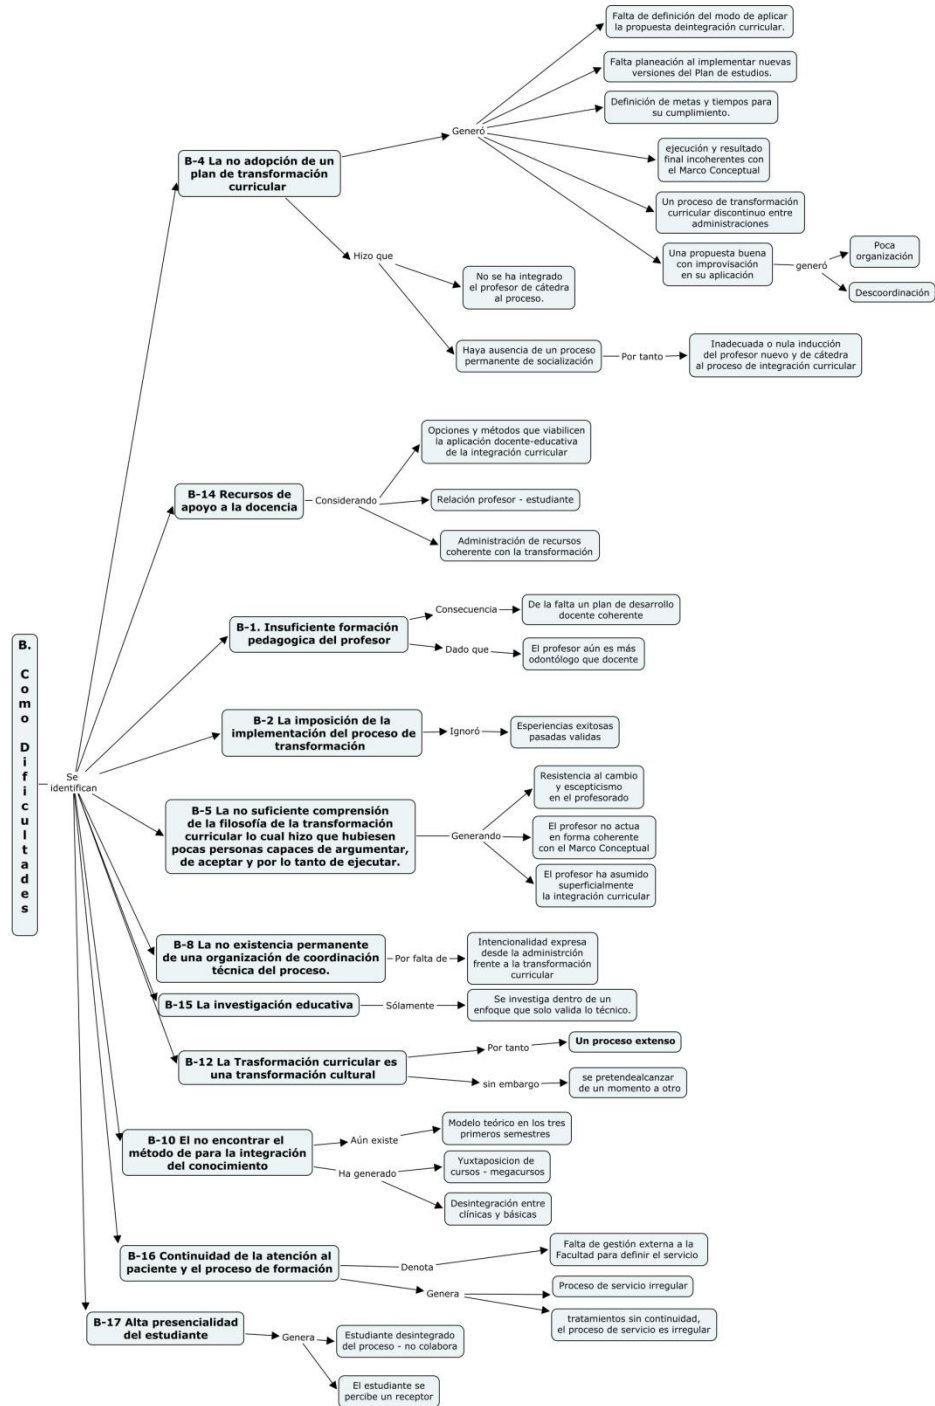 Falta de definición del modo de aplicar
la propuesta deintegración curricular.
Falta planeación al implementar nuevas
versiones del Plan de estudios.
Definición de metas y tiempos para
su cumplimiento.
Generó
ejecución y resultado
final incoherentes con
el Marco Conceptual
B-4 La no adopción de un
plan de transformación
curricular
Un proceso de transformación
curricular discontinuo entre
administraciones
Una propuesta buena
con improvisación
en su aplicación
generó
Poca
organización
Descoordinación
Hizo que
No se ha integrado
el profesor de cátedra
al proceso.
Haya ausencia de un proceso
permanente de socialización
Por tanto
Inadecuada o nula inducción
del profesor nuevo y de cátedra
al proceso de integración curricular
Opciones y métodos que viabilicen
la aplicación docente-educativa
de la integración curricular
B-14 Recursos de
apoyo a la docencia
Considerando
Relación profesor - estudiante
Administración de recursos
coherente con la transformación
B-1. Insuficiente formación
pedagogica del profesor
Consecuencia
De la falta un plan de desarrollo
docente coherente
Dado que
El profesor aún es más
odontólogo que docente
B. Como Dificultades
Se
identifican
B-2 La imposición de la
implementación del proceso de
transformación
Ignoró
Esperiencias exitosas
pasadas validas
B-5 La no suficiente comprensión
de la filosofía de la transformación
curricular lo cual hizo que hubiesen
pocas personas capaces de argumentar,
de aceptar y por lo tanto de ejecutar.
Generando
Resistencia al cambio
y escepticismo
en el profesorado
El profesor no actua
en forma coherente
con el Marco Conceptual
El profesor ha asumido
superficialmente
la integración curricular
B-8 La no existencia permanente
de una organización de coordinación
técnica del proceso.
Por falta de
Intencionalidad expresa
desde la administrción
frente a la transformación
curricular
B-15 La investigación educativa
Sólamente
Se investiga dentro de un
enfoque que solo valida lo técnico.
B-12 La Trasformación curricular es
una transformación cultural
Por tanto
Un proceso extenso
sin embargo
se pretendealcanzar
de un momento a otro
B-10 El no encontrar el
método de para la integración
del conocimiento
Aún existe
Modelo teórico en los tres
primeros semestres
Ha generado
Yuxtaposicion de
cursos - megacursos
Desintegración entre
clínicas y básicas
B-16 Continuidad de la atención al
paciente y el proceso de formación
Denota
Falta de gestión externa a la
Facultad para definir el servicio
Genera
Proceso de servicio irregular
tratamientos sin continuidad,
el proceso de servicio es irregular
B-17 Alta presencialidad
del estudiante
Genera
Estudiante desintegrado
del proceso - no colabora
El estudiante se
percibe un receptor